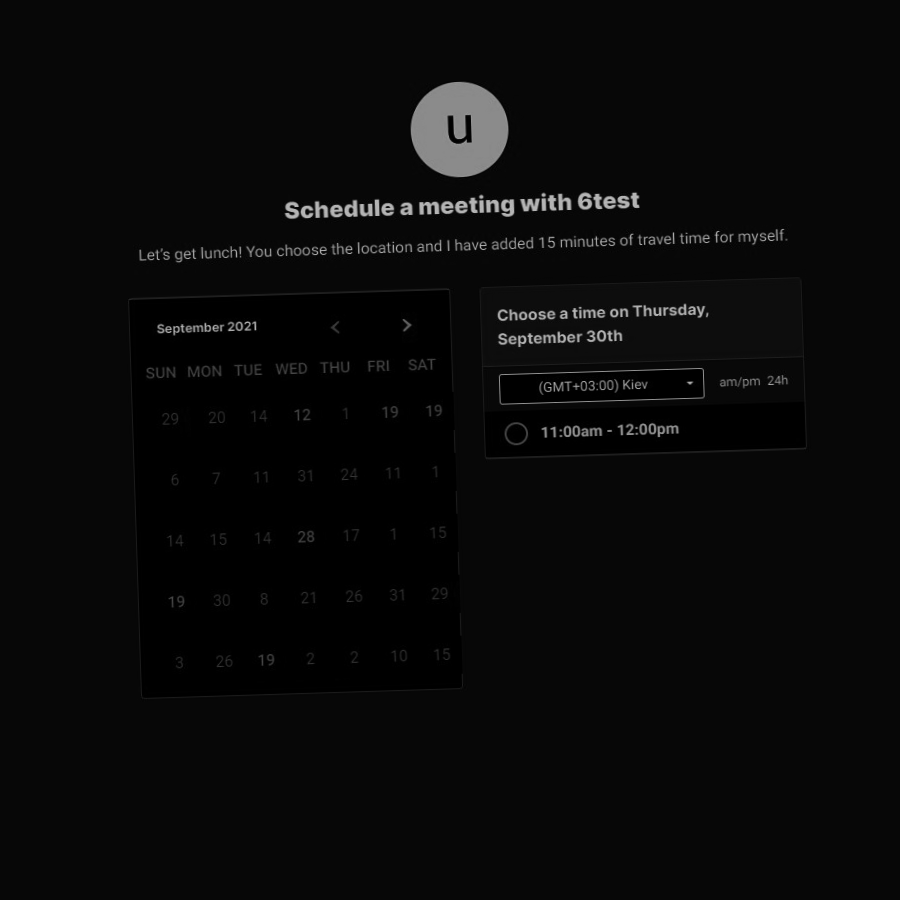 u
Schedule a meeting with 6test
Let's get lunch! You choose the location and I have added 15 minutes of travel time for myself.
September 2021
SUN MON TUE WED THU FRI SAT
29 20 14 12 1 19 19
6 7 11 31 24 11 1
14 15 14 28 17 1 15
19 30 8 21 26 31 29
3 26 19 2 2 10 15
Choose a time on Thursday,
September 30th
(GMT+03:00) Kiev am/pm 24h
11:00am - 12:00pm